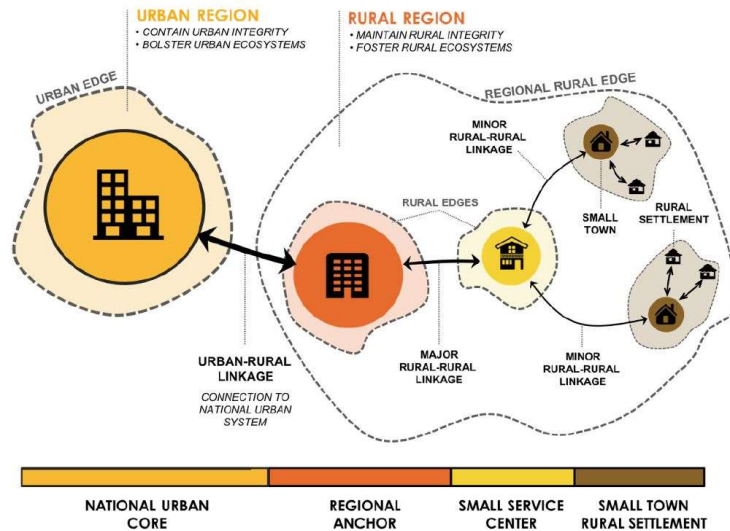 URBAN REGION
• CONTAIN URBAN INTEGRITY
• BOLSTER URBAN ECOSYSTEMS
RURAL REGION
• MAINTAIN RURAL INTEGRITY
• FOSTER RURAL ECOSYSTEMS
URBAN EDGE
REGIONAL RURAL EDGE
MINOR
RURAL-RURAL
LINKAGE
RURAL EDGES
SMALL
TOWN
RURAL
SETTLEMENT
URBAN-RURAL
LINKAGE
CONNECTION TO
NATIONAL URBAN
SYSTEM
MAJOR
RURAL-RURAL
LINKAGE
MINOR
RURAL-RURAL
LINKAGE
NATIONAL URBAN
CORE
REGIONAL
ANCHOR
SMALL SERVICE
CENTER
SMALL TOWN
RURAL SETTLEMENT